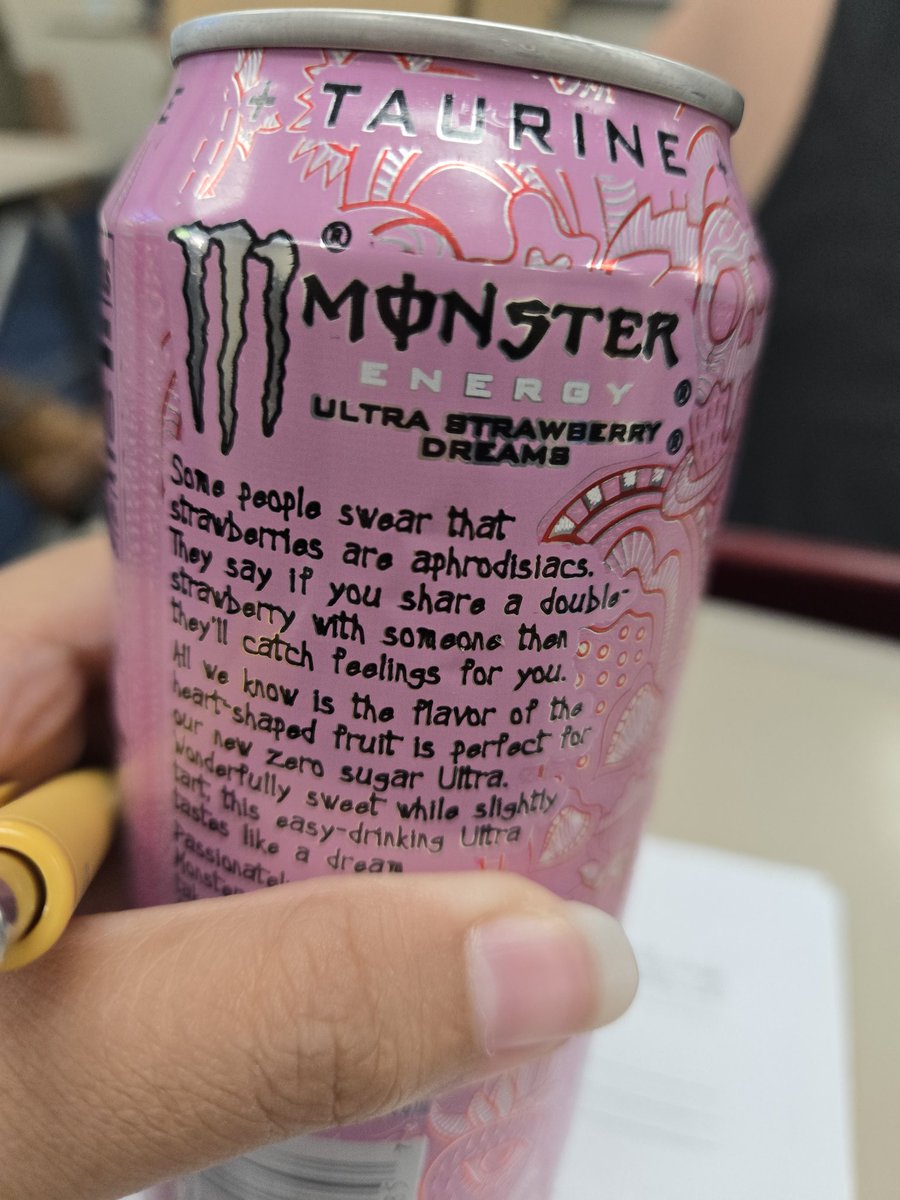 E + TAURINE +
MONSTER
ENERGY
ULTRA STRAWBERRY
DREAMS
Some people swear that
strawberries are aphrodisiacs.
They say if you share a double-
strawberry with someone then
they'll catch feelings for you.
All we know is the flavor of the
heart-shaped fruit is perfect for
our new zero sugar Ultra.
Wonderfully sweet while slightly
tart, this easy-drinking Ultra
tastes like a dream
Monster